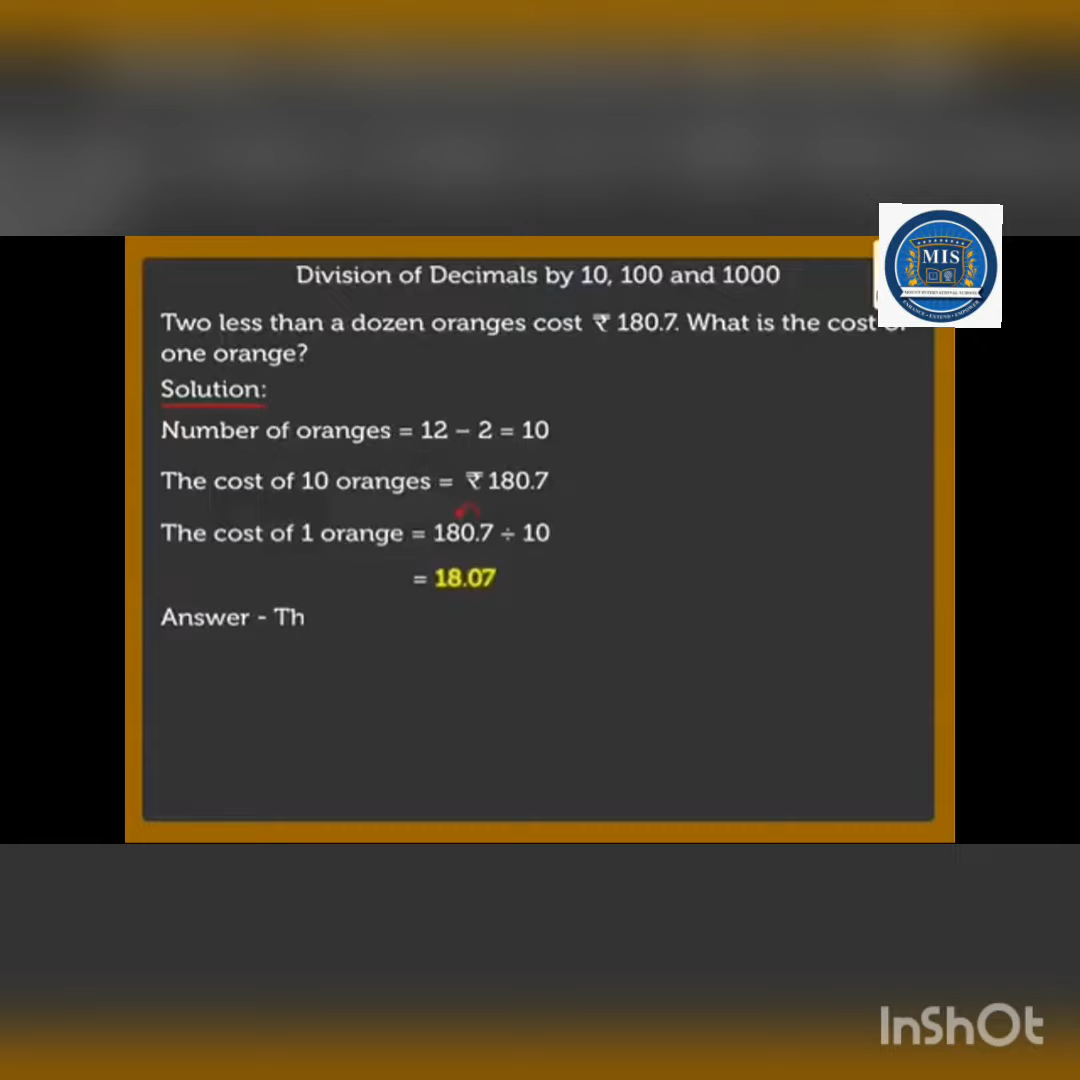 Division of Decimals by 10, 100 and 1000
MIS
Two less than a dozen oranges cost ₹ 180.7. What is the cost of
one orange?
Solution:
Number of oranges = 12 − 2 = 10
The cost of 10 oranges = ₹ 180.7
The cost of 1 orange = 180.7 ÷ 10
= 18.07
Answer - Th
InShOt